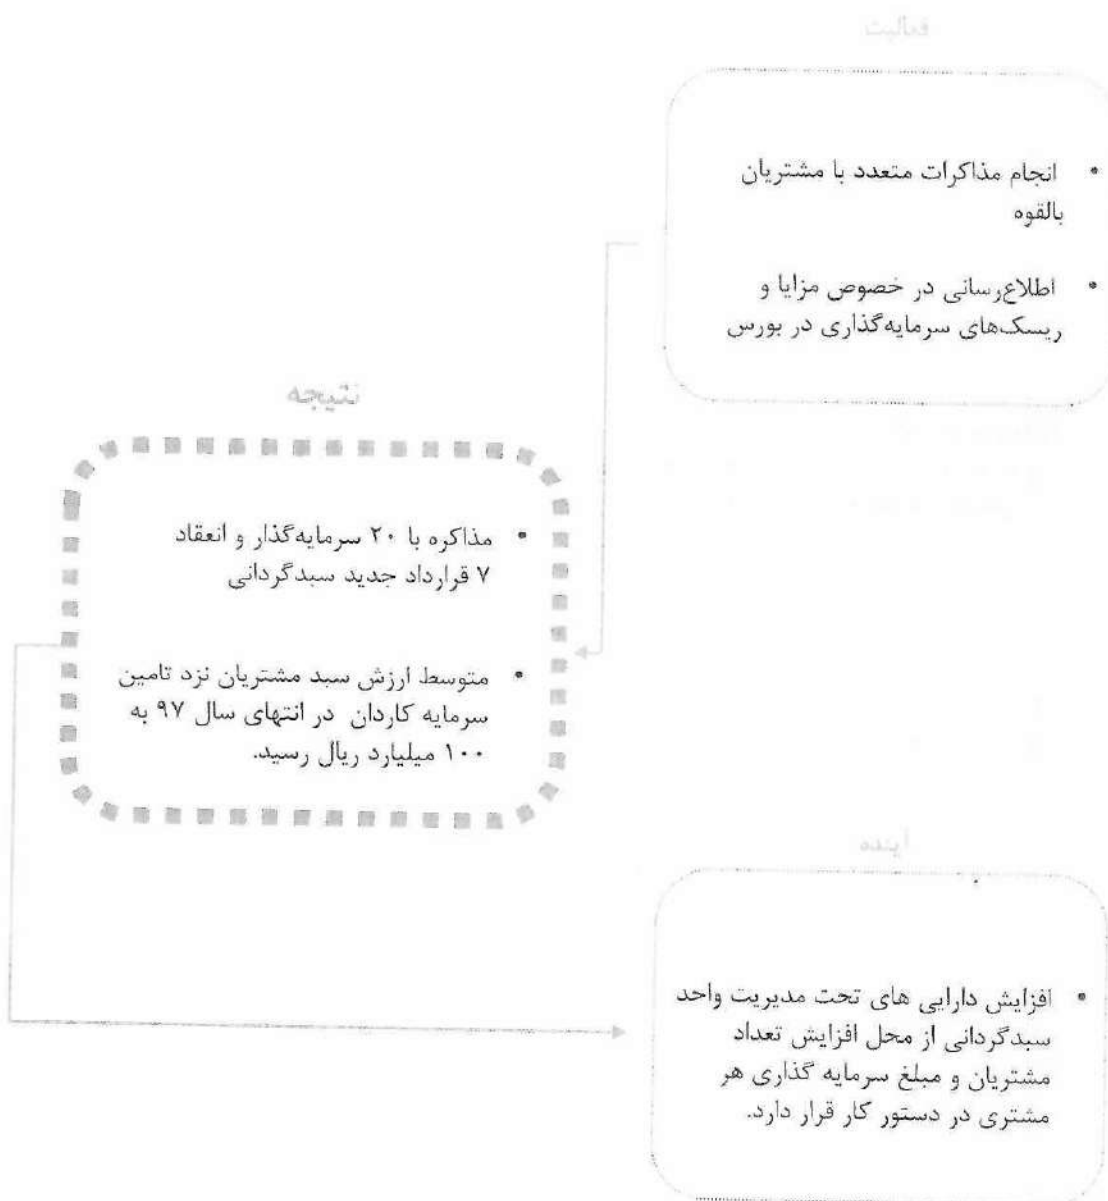 فعالیت
• انجام مذاکرات متعدد با مشتریان
بالقوه
• اطلاع‌رسانی در خصوص مزایا و
ریسک‌های سرمایه‌گذاری در بورس
نتیجه
• مذاکره با ۲۰ سرمایه‌گذار و انعقاد
۷ قرارداد جدید سبدگردانی
• متوسط ارزش سبد مشتریان نزد تامین
سرمایه کاردان در انتهای سال ۹۷ به
۱۰۰ میلیارد ریال رسید.
آینده
• افزایش دارایی های تحت مدیریت واحد
سبدگردانی از محل افزایش تعداد
مشتریان و مبلغ سرمایه گذاری هر
مشتری در دستور کار قرار دارد.